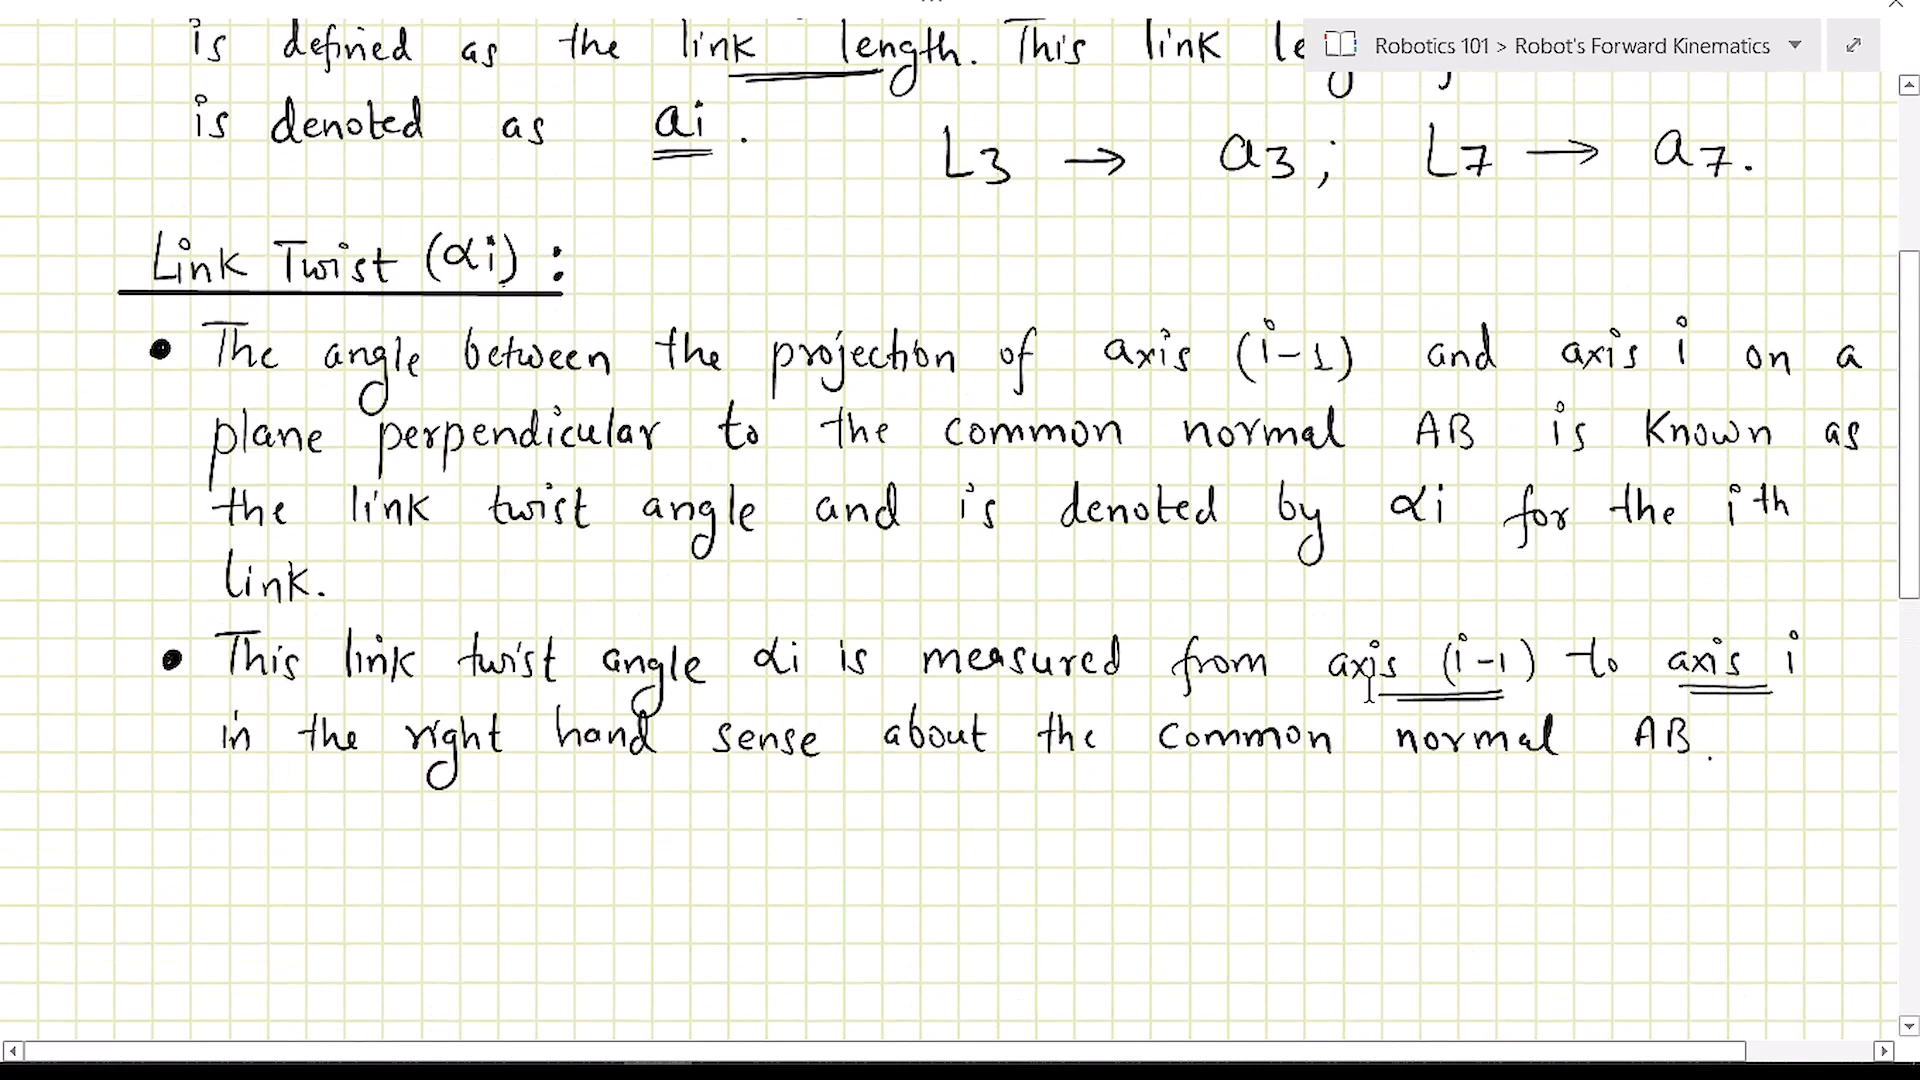 Robotics 101 > Robot's Forward Kinematics
is defined as the link length. This link
is denoted as ai .
L3 → a3; L7 → a7.
Link Twist (αi) :
• The angle between the projection of axis (i-1) and axis i on a
plane perpendicular to the common normal AB is known as
the link twist angle and is denoted by αi for the ith
link.
• This link twist angle αi is measured from axis (i-1) to axis i
in the right hand sense about the common normal AB.